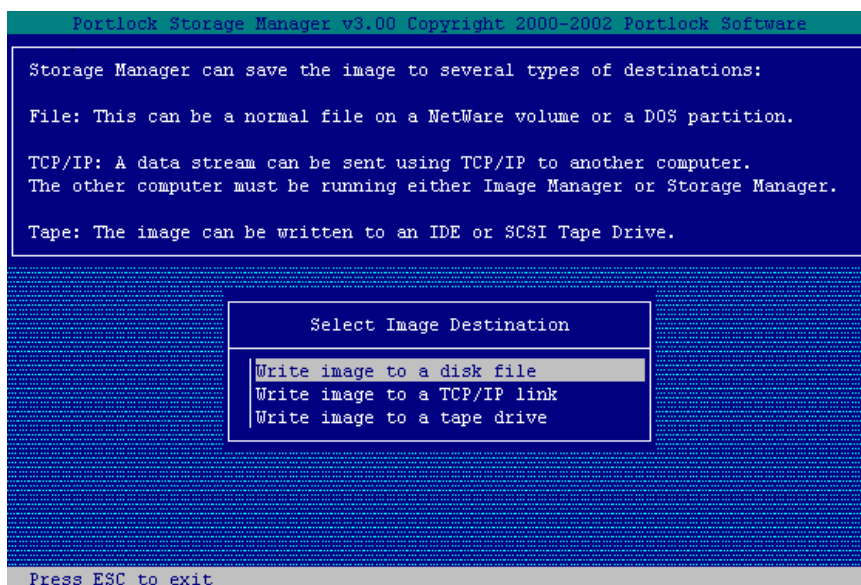 Portlock Storage Manager v3.00 Copyright 2000-2002 Portlock Software
Storage Manager can save the image to several types of destinations:
File: This can be a normal file on a NetWare volume or a DOS partition.
TCP/IP: A data stream can be sent using TCP/IP to another computer.
The other computer must be running either Image Manager or Storage Manager.
Tape: The image can be written to an IDE or SCSI Tape Drive.
Select Image Destination
Write image to a disk file
Write image to a TCP/IP link
Write image to a tape drive
Press ESC to exit